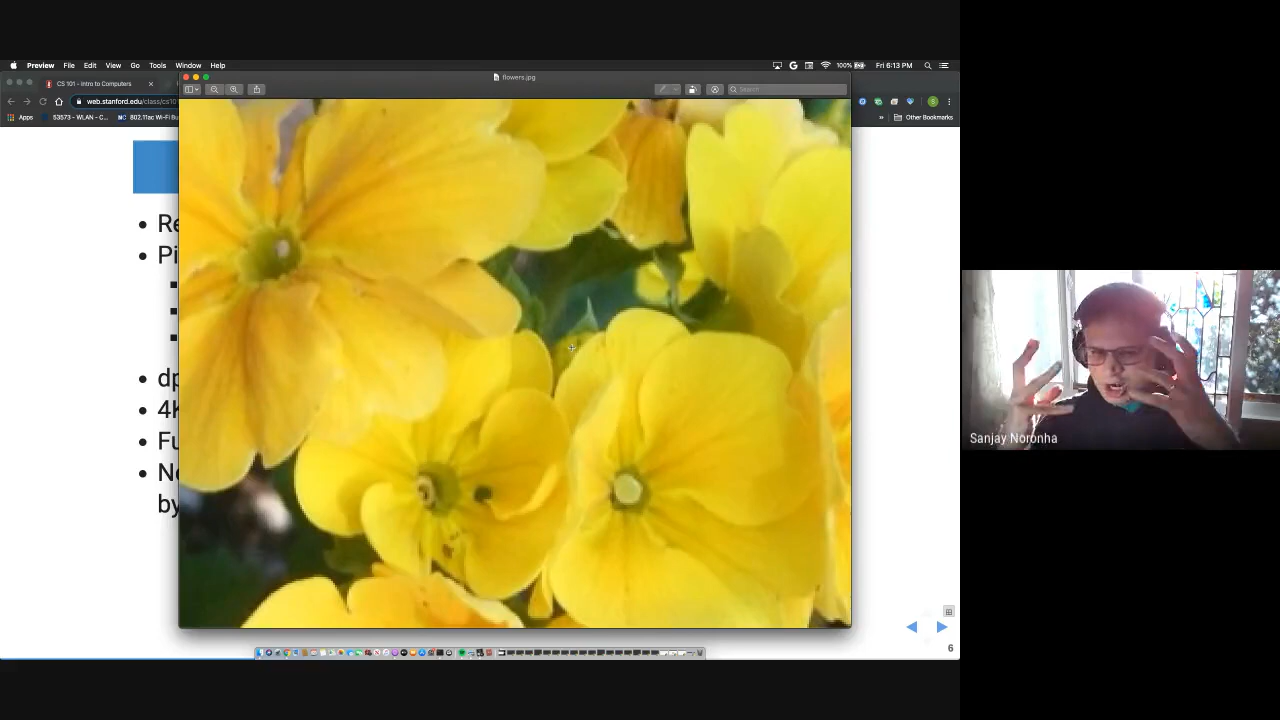 Preview File Edit View Go Tools Window Help
100% Fri 6:13 PM
CS 101 - Intro to Computers
flowers.jpg
web.stanford.edu/class/cs10
Search
Apps 53573 - WLAN - C... 802.11ac Wi-Fi Bu
Other Bookmarks
Re
Pi
dp
4K
Fu
No
by
Sanjay Noronha
6